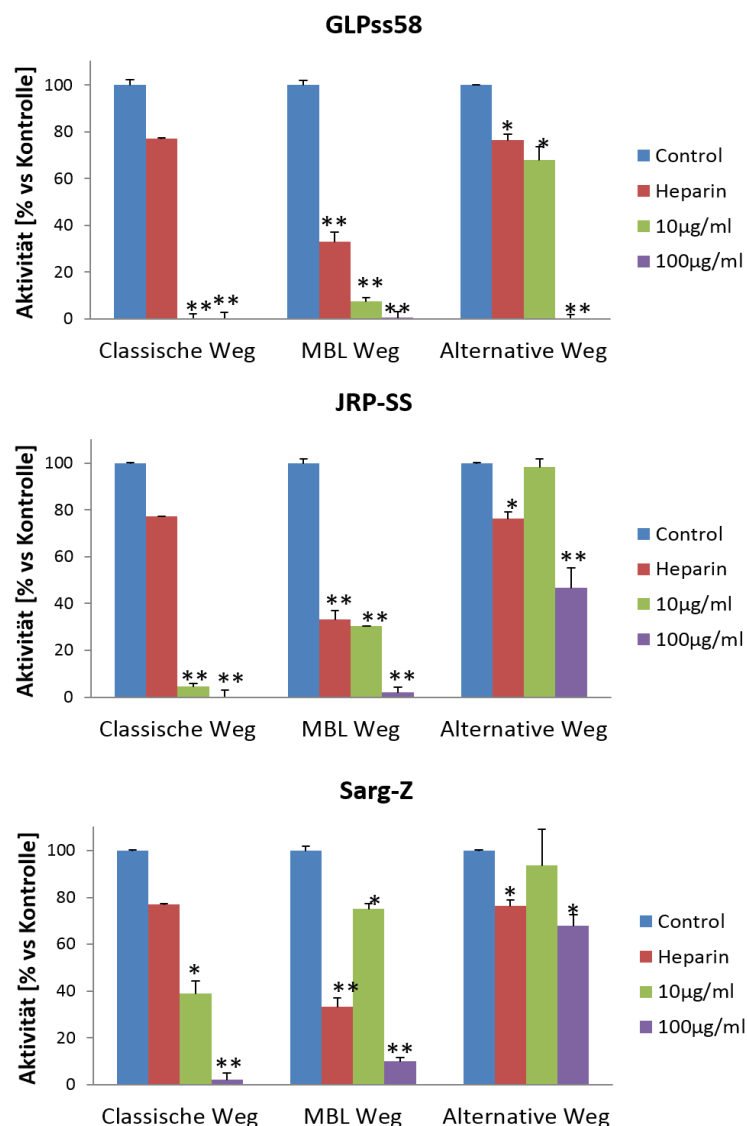 GLPss58
Aktivität [% vs Kontrolle]
100
80
60
40
20
0
** ** ** ** ** * * **
Classische Weg MBL Weg Alternative Weg
Control
Heparin
10µg/ml
100µg/ml
JRP-SS
Aktivität [% vs Kontrolle]
100
80
60
40
20
0
** ** ** ** ** * **
Classische Weg MBL Weg Alternative Weg
Control
Heparin
10µg/ml
100µg/ml
Sarg-Z
Aktivität [% vs Kontrolle]
100
80
60
40
20
0
* ** ** * ** * *
Classische Weg MBL Weg Alternative Weg
Control
Heparin
10µg/ml
100µg/ml